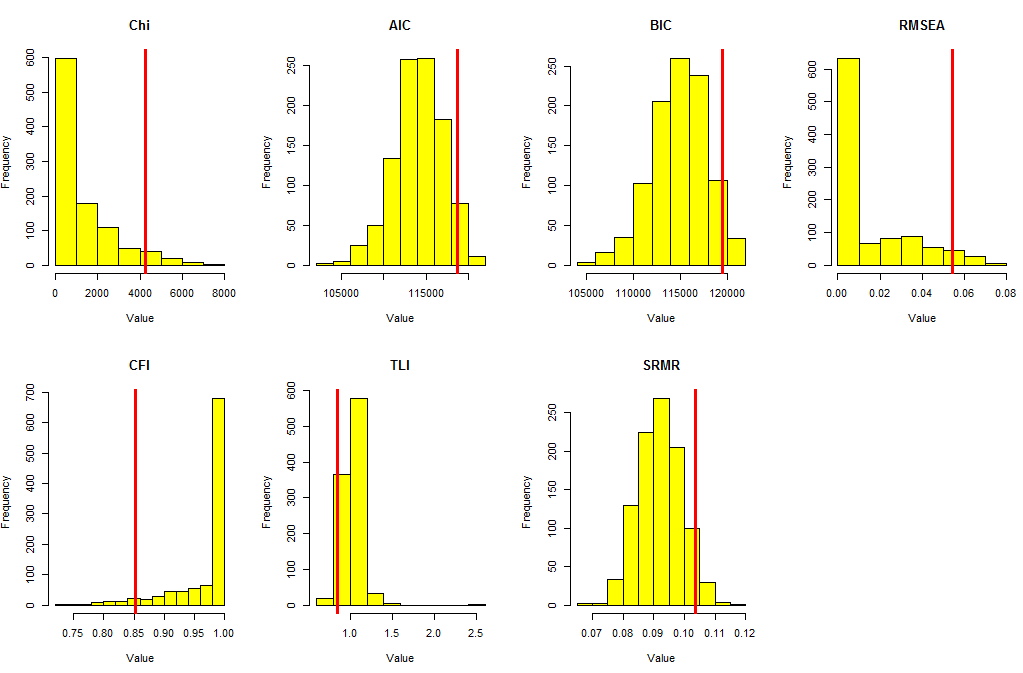 Chi
Frequency
0 100 200 300 400 500 600
0 2000 4000 6000 8000
Value
AIC
Frequency
0 50 100 150 200 250
105000 115000
Value
BIC
Frequency
0 50 100 150 200 250
105000 110000 115000 120000
Value
RMSEA
Frequency
0 100 200 300 400 500 600
0.00 0.02 0.04 0.06 0.08
Value
CFI
Frequency
0 100 200 300 400 500 600 700
0.75 0.80 0.85 0.90 0.95 1.00
Value
TLI
Frequency
0 100 200 300 400 500 600
1.0 1.5 2.0 2.5
Value
SRMR
Frequency
0 50 100 150 200 250
0.07 0.08 0.09 0.10 0.11 0.12
Value